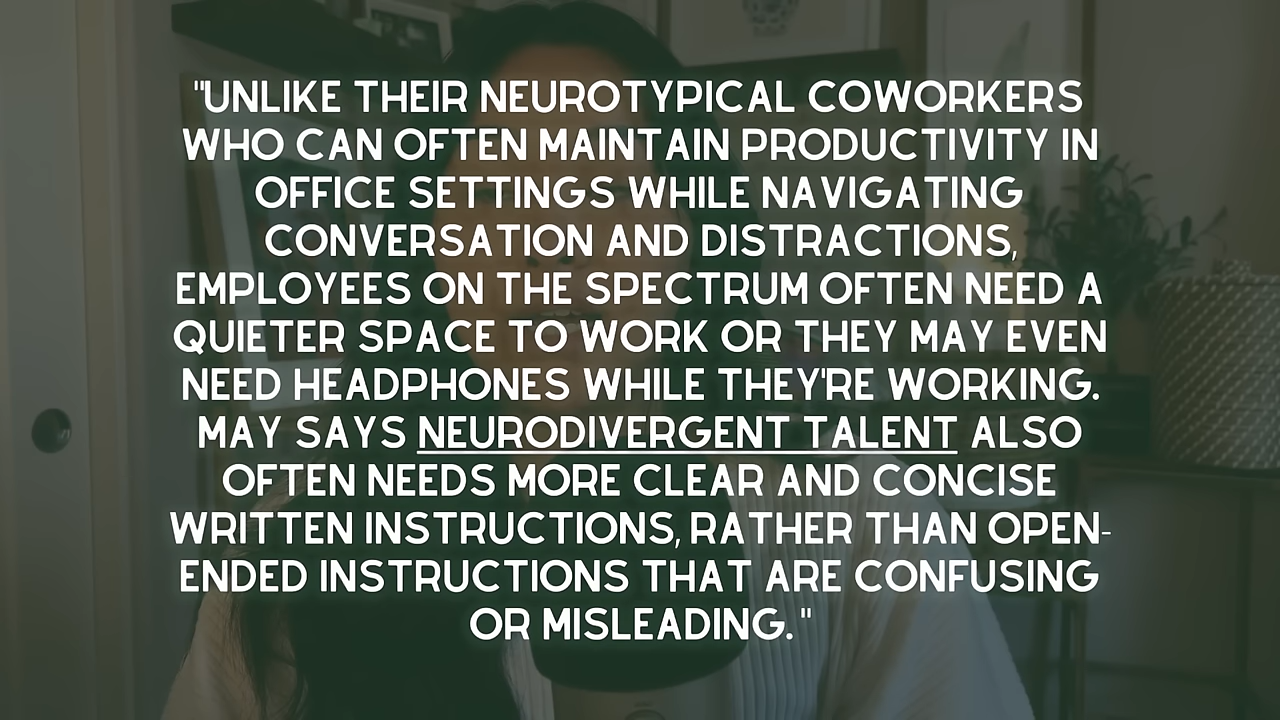 "UNLIKE THEIR NEUROTYPICAL COWORKERS
WHO CAN OFTEN MAINTAIN PRODUCTIVITY IN
OFFICE SETTINGS WHILE NAVIGATING
CONVERSATION AND DISTRACTIONS,
EMPLOYEES ON THE SPECTRUM OFTEN NEED A
QUIETER SPACE TO WORK OR THEY MAY EVEN
NEED HEADPHONES WHILE THEY'RE WORKING.
MAY SAYS NEURODIVERGENT TALENT ALSO
OFTEN NEEDS MORE CLEAR AND CONCISE
WRITTEN INSTRUCTIONS, RATHER THAN OPEN-
ENDED INSTRUCTIONS THAT ARE CONFUSING
OR MISLEADING. "